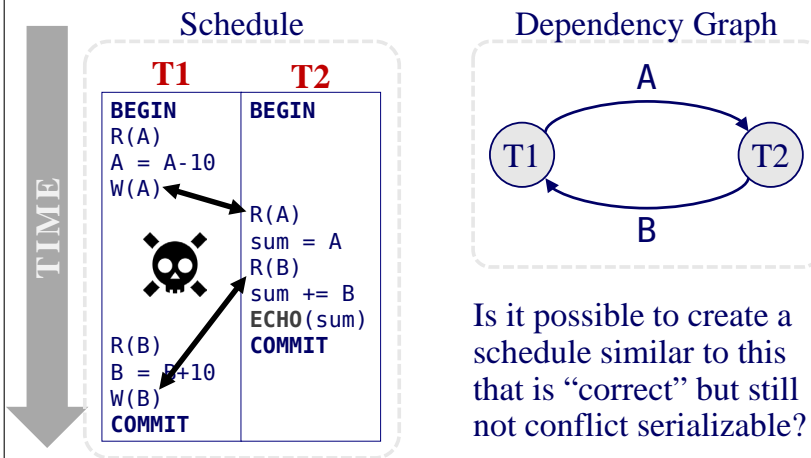 Schedule
TIME
T1
T2
BEGIN
R(A)
A = A-10
W(A)
R(B)
B = B+10
W(B)
COMMIT
BEGIN
R(A)
sum = A
R(B)
sum += B
ECHO(sum)
COMMIT
Dependency Graph
A
T1
T2
B
Is it possible to create a
schedule similar to this
that is “correct” but still
not conflict serializable?